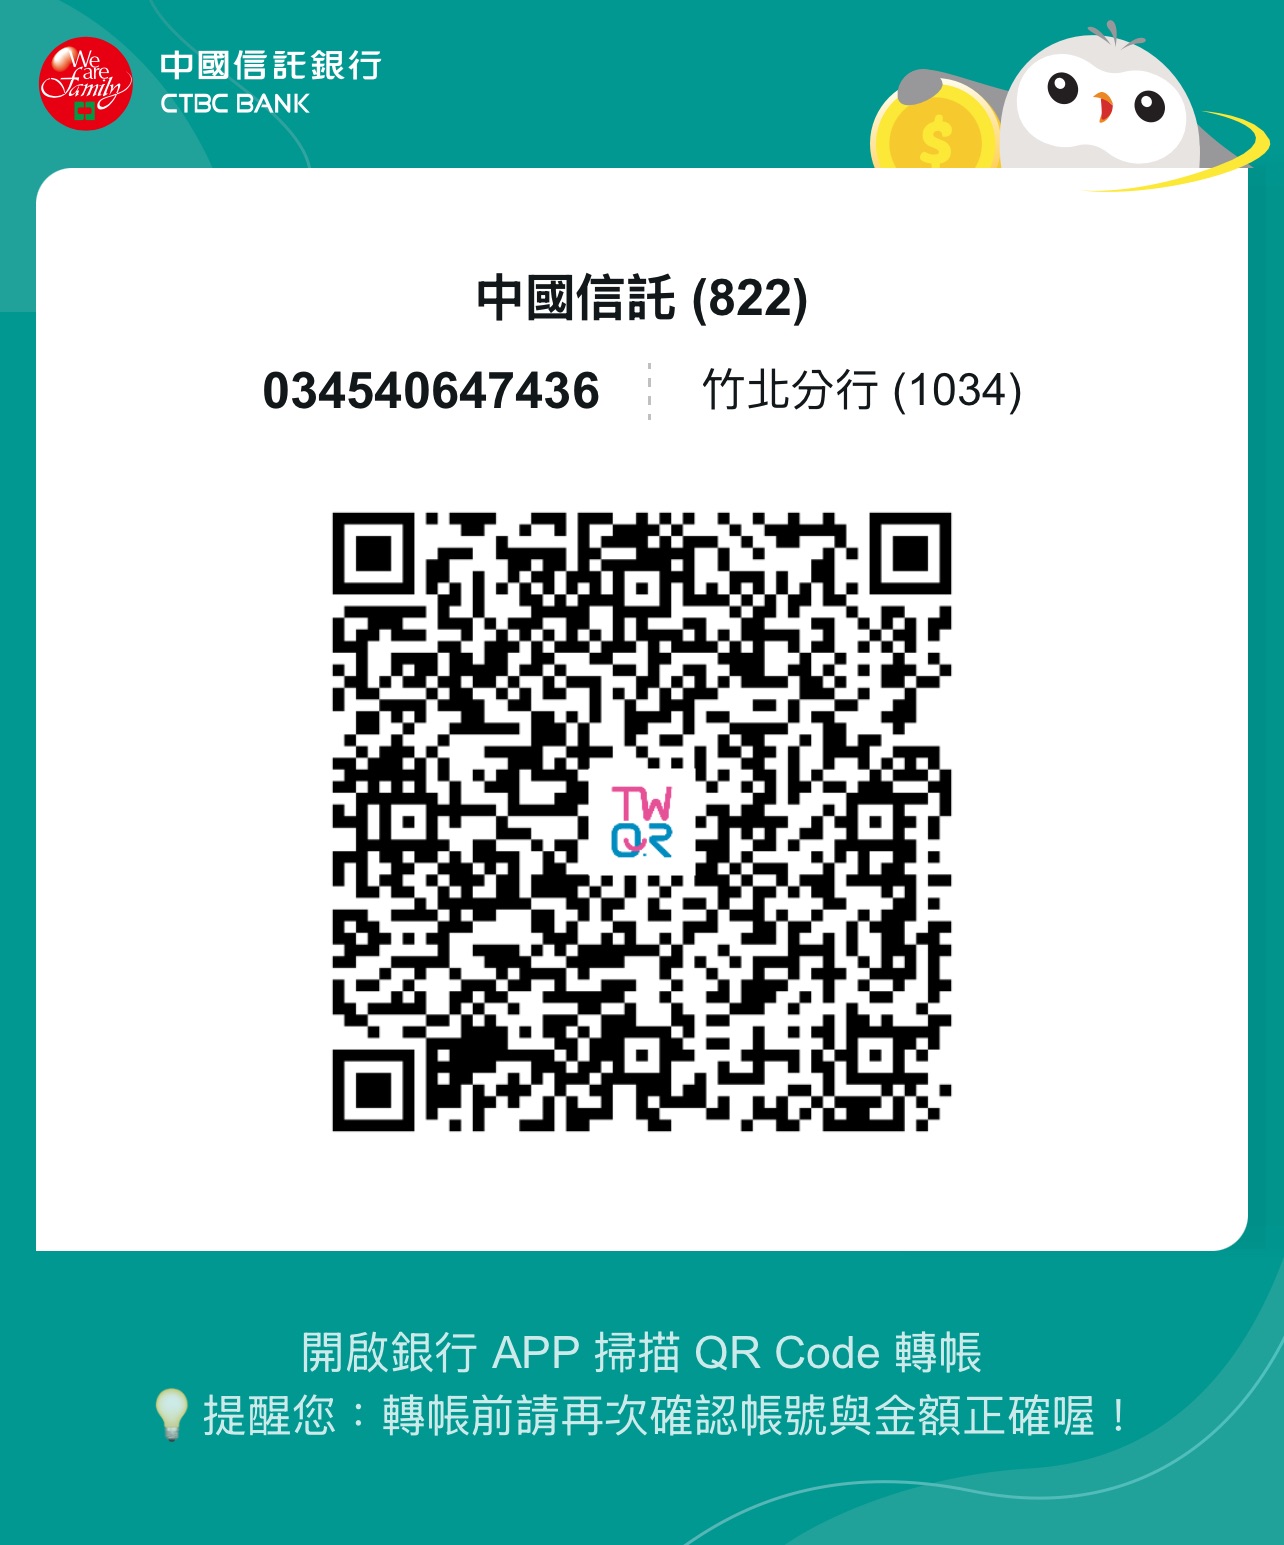 We are Family
中國信託銀行
CTBC BANK
$
中國信託 (822)
034540647436
竹北分行 (1034)
TW
QR
開啟銀行 APP 掃描 QR Code 轉帳
提醒您：轉帳前請再次確認帳號與金額正確喔！